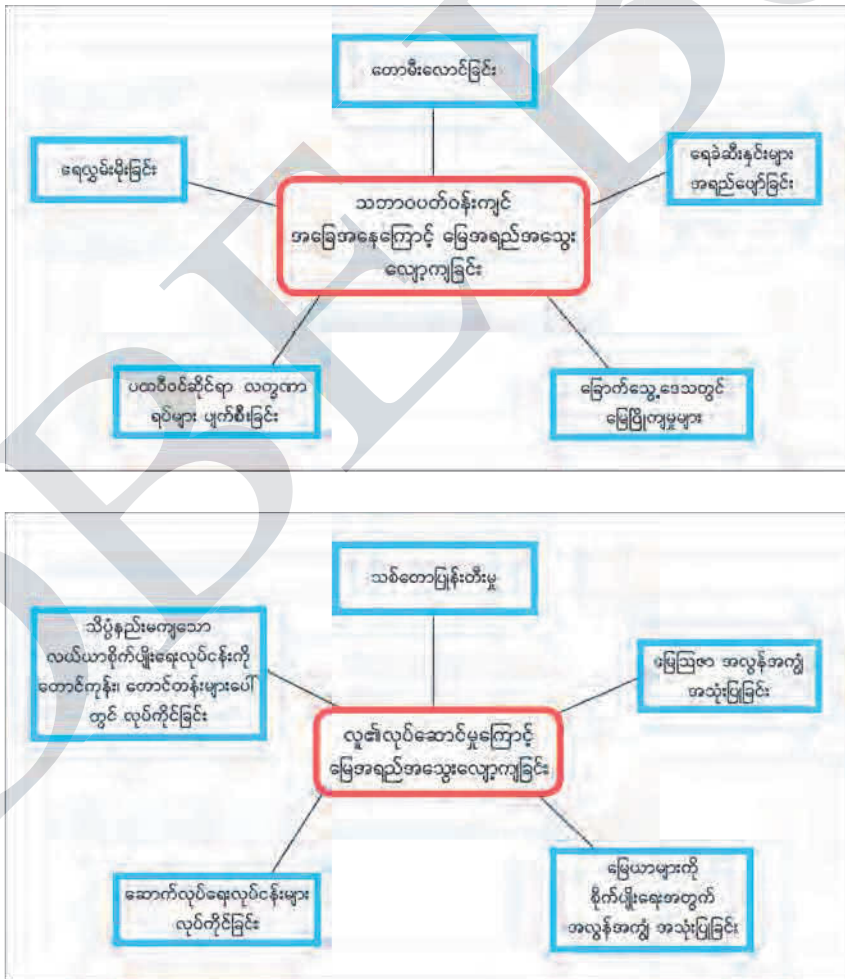 တောမီးလောင်ခြင်း
ရေလွှမ်းမိုးခြင်း
ရေခဲဆီးနှင်းများ
အရည်ပျော်ခြင်း
သဘာဝပတ်ဝန်းကျင်
အခြေအနေကြောင့် မြေအရည်အသွေး
လျော့ကျခြင်း
ပထဝီဝင်ဆိုင်ရာ လက္ခဏာ
ရပ်များ ပျက်စီးခြင်း
ခြောက်သွေ့ဒေသတွင်
မြေပြိုကျမှုများ
သစ်တောပြုန်းတီးမှု
သိပ္ပံနည်းမကျသော
လယ်ယာစိုက်ပျိုးရေးလုပ်ငန်းကို
တောင်ကုန်း၊ တောင်တန်းများပေါ်
တွင် လုပ်ကိုင်ခြင်း
မြေဩဇာ အလွန်အကျွံ
အသုံးပြုခြင်း
လူ၏လုပ်ဆောင်မှုကြောင့်
မြေအရည်အသွေးလျော့ကျခြင်း
ဆောက်လုပ်ရေးလုပ်ငန်းများ
လုပ်ကိုင်ခြင်း
မြေယာများကို
စိုက်ပျိုးရေးအတွက်
အလွန်အကျွံ အသုံးပြုခြင်း
DBE